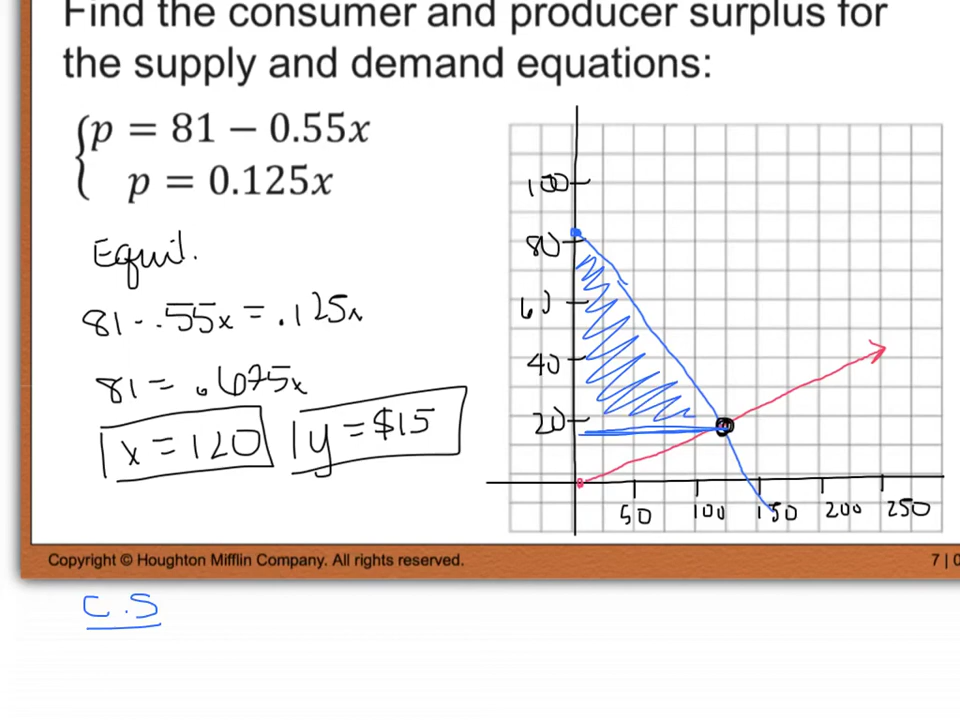 Find the consumer and producer surplus for
the supply and demand equations:
p = 81 − 0.55x
p = 0.125x
Equil.
81 - .55x = .125x
81 = .675x
x = 120 y = $15
100
80
60
40
20
50 100 150 200 250
Copyright © Houghton Mifflin Company. All rights reserved. 7 | 0
C.S